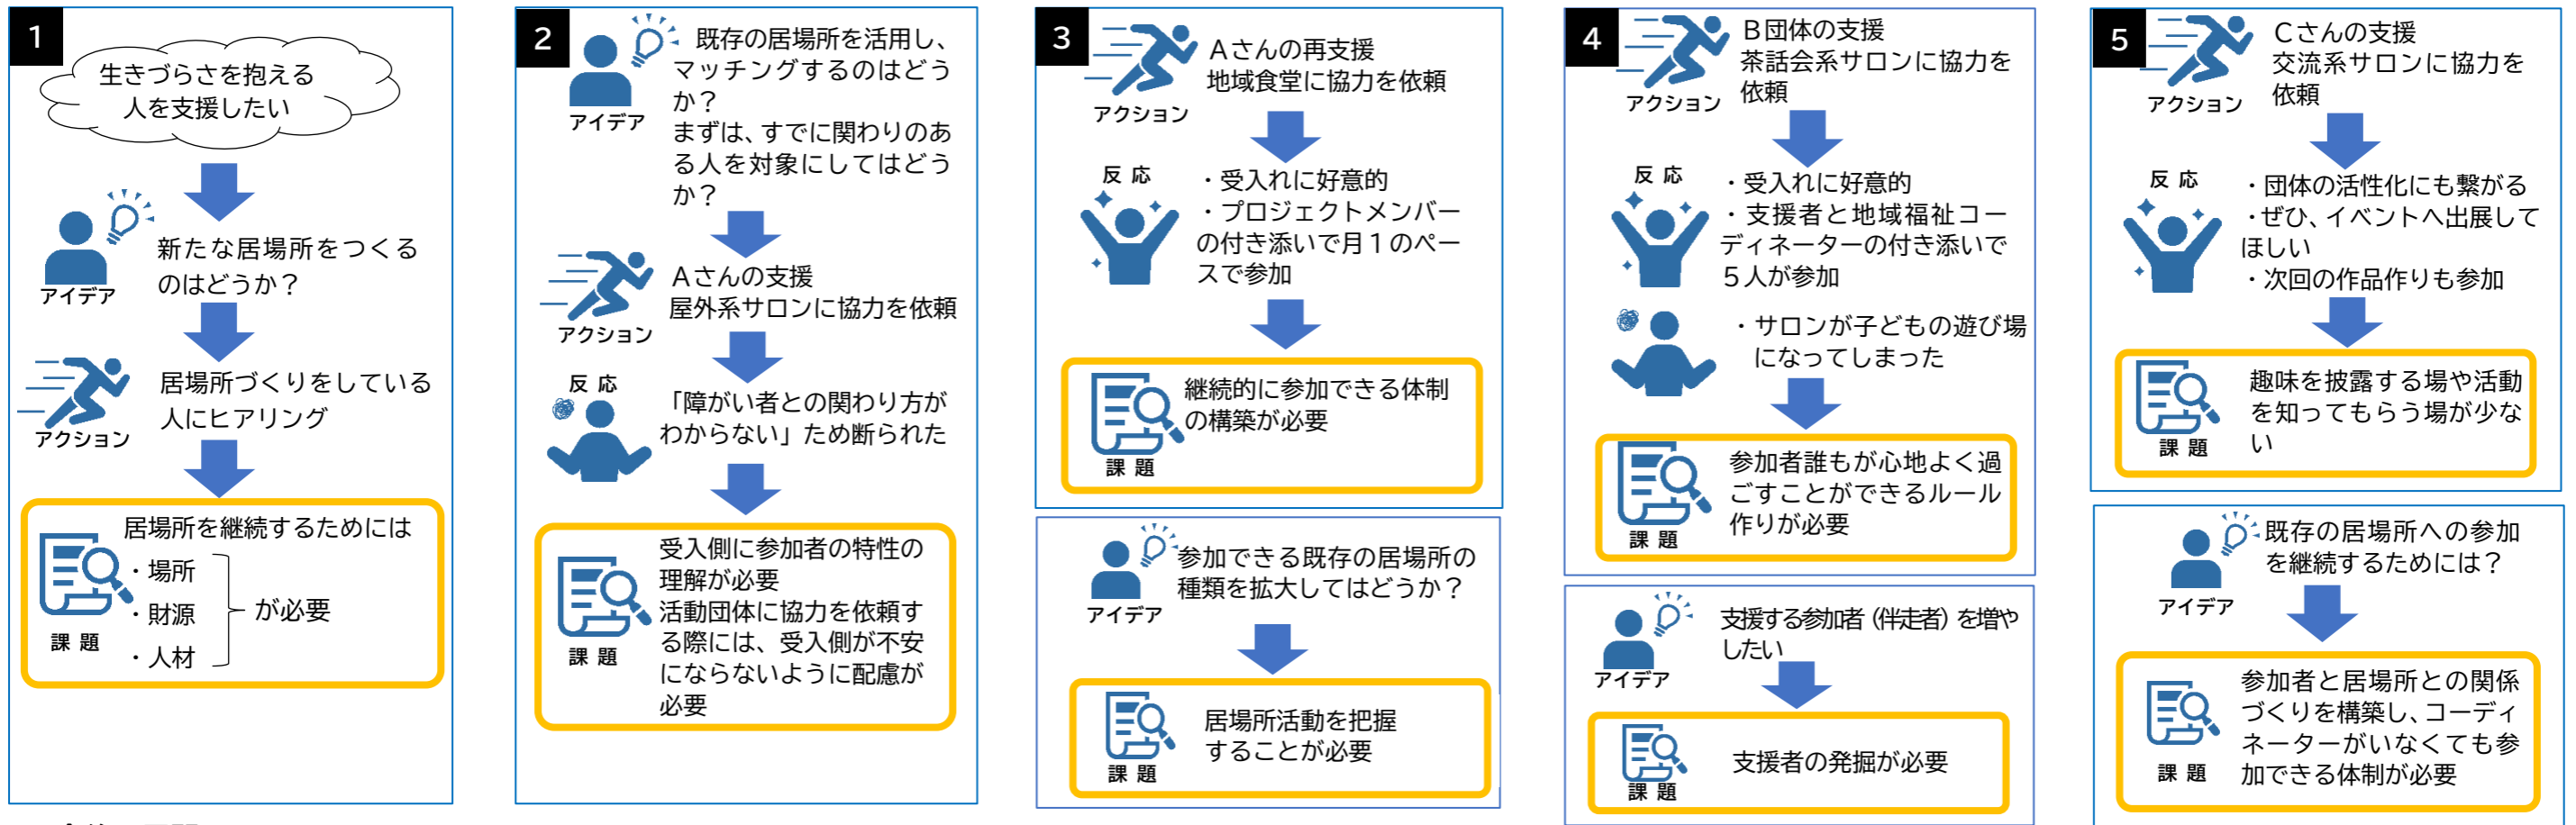 1
生きづらさを抱える
人を支援したい
新たな居場所をつくる
のはどうか？
アイデア
居場所づくりをしている
人にヒアリング
アクション
居場所を継続するためには
・場所
・財源
・人材
が必要
課 題
2
既存の居場所を活用し、
マッチングするのはどう
か？
まずは、すでに関わりのあ
る人を対象にしてはどう
か？
アイデア
Aさんの支援
屋外系サロンに協力を依頼
アクション
反 応
「障がい者との関わり方が
わからない」ため断られた
受入側に参加者の特性の
理解が必要
活動団体に協力を依頼す
る際には、受入側が不安
にならないように配慮が
必要
課 題
3
Aさんの再支援
地域食堂に協力を依頼
アクション
反 応
・受入れに好意的
・プロジェクトメンバー
の付き添いで月１のペー
スで参加
継続的に参加できる体制
の構築が必要
課 題
参加できる既存の居場所の
種類を拡大してはどうか？
アイデア
居場所活動を把握
することが必要
課 題
4
B団体の支援
茶話会系サロンに協力を
依頼
アクション
反 応
・受入れに好意的
・支援者と地域福祉コー
ディネーターの付き添いで
５人が参加
・サロンが子どもの遊び場
になってしまった
参加者誰もが心地よく過
ごすことができるルール
作りが必要
課 題
支援する参加者（伴走者）を増や
したい
アイデア
支援者の発掘が必要
課 題
5
Cさんの支援
交流系サロンに協力を
依頼
アクション
反 応
・団体の活性化にも繋がる
・ぜひ、イベントへ出展して
ほしい
・次回の作品作りも参加
趣味を披露する場や活動
を知ってもらう場が少な
い
課 題
既存の居場所への参加
を継続するためには？
アイデア
参加者と居場所との関係
づくりを構築し、コーディ
ネーターがいなくても参
加できる体制が必要
課 題